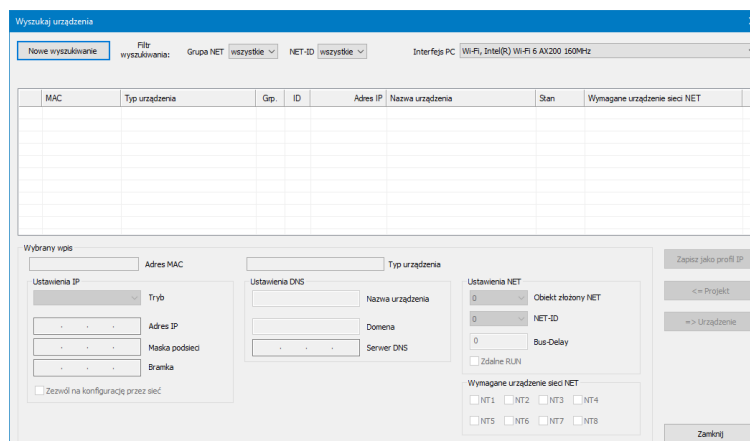 Wyszukaj urządzenia
Nowe wyszukiwanie
Filtr
wyszukiwania:
Grupa NET wszystkie
NET-ID wszystkie
Interfejs PC Wi-Fi, Intel(R) Wi-Fi 6 AX200 160MHz
MAC Typ urządzenia Grp. ID Adres IP Nazwa urządzenia Stan Wymagane urządzenie sieci NET
Wybrany wpis
Adres MAC
Typ urządzenia
Zapisz jako profil IP
Ustawienia IP
Ustawienia DNS
Ustawienia NET
Tryb
Nazwa urządzenia
0 Obiekt złożony NET
<= Projekt
Adres IP
Domena
0 NET-ID
=> Urządzenie
Maska podsieci
Serwer DNS
0 Bus-Delay
Bramka
Zdalne RUN
Zezwól na konfigurację przez sieć
Wymagane urządzenie sieci NET
NT1 NT2 NT3 NT4
NT5 NT6 NT7 NT8
Zamknij